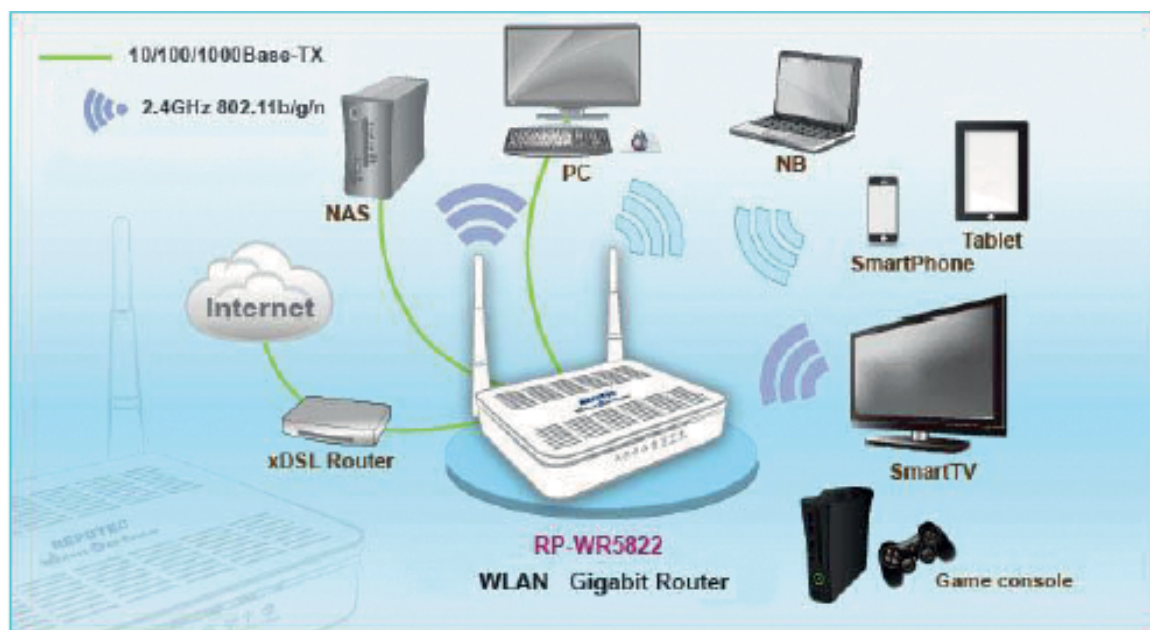 10/100/1000Base-TX
2.4GHz 802.11b/g/n
NAS
PC
NB
SmartPhone
Tablet
Internet
xDSL Router
SmartTV
RP-WR5822
WLAN Gigabit Router
Game console
REPOTEC